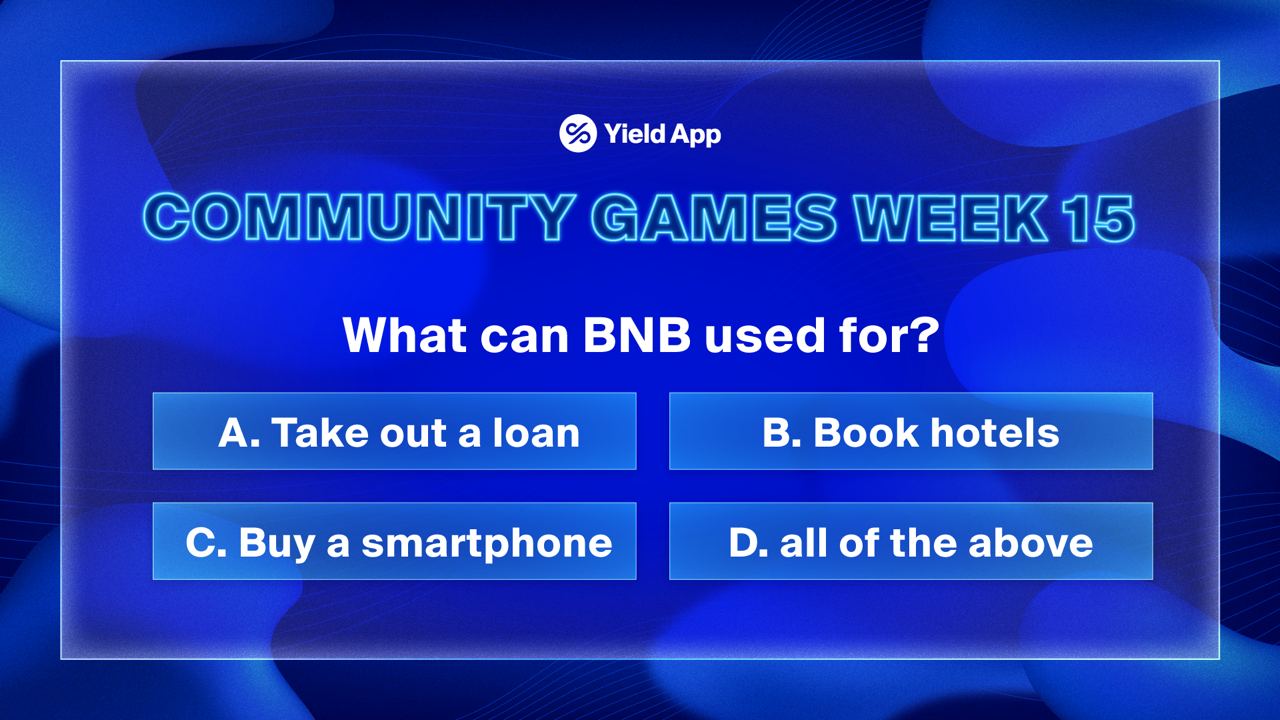 Yield App
COMMUNITY GAMES WEEK 15
What can BNB used for?
A. Take out a loan
B. Book hotels
C. Buy a smartphone
D. all of the above